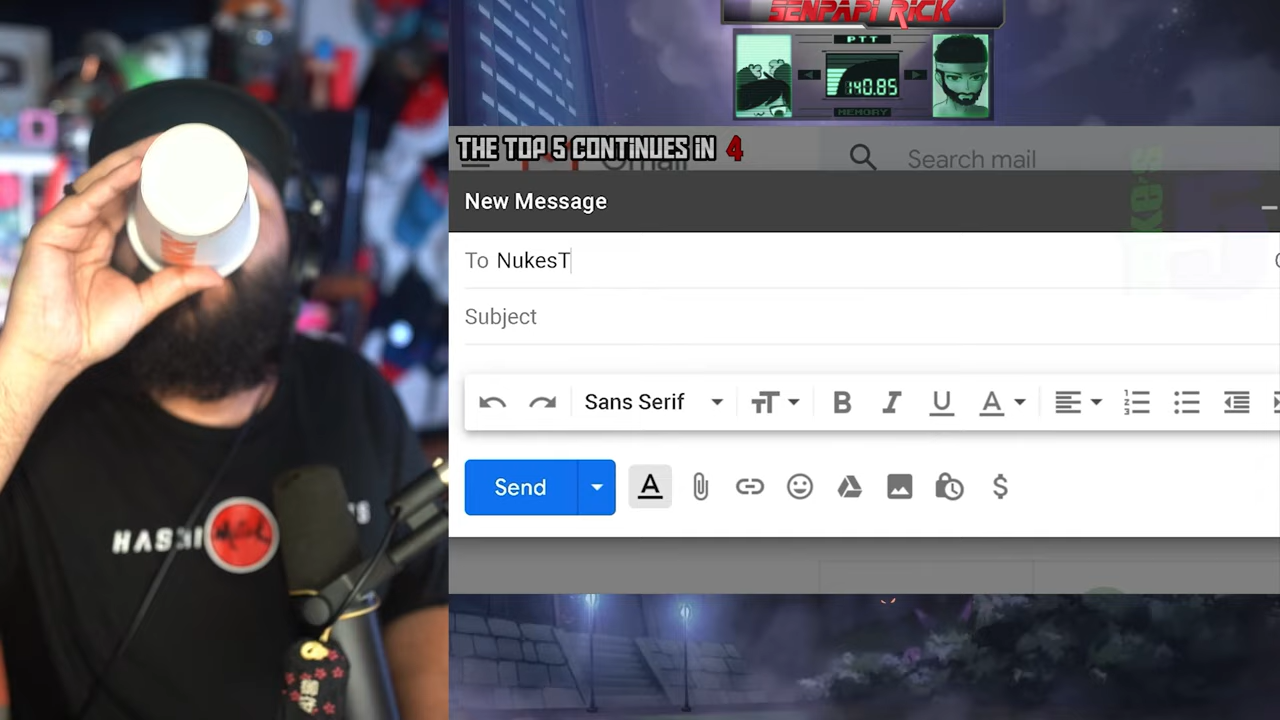 SENPAPI RICK
PTT
140.85
MEMORY
THE TOP 5 CONTINUES IN 4
Gmail
Search mail
New Message
To NukesT
Subject
Sans Serif
B I U A
Send
A
$
HASHI